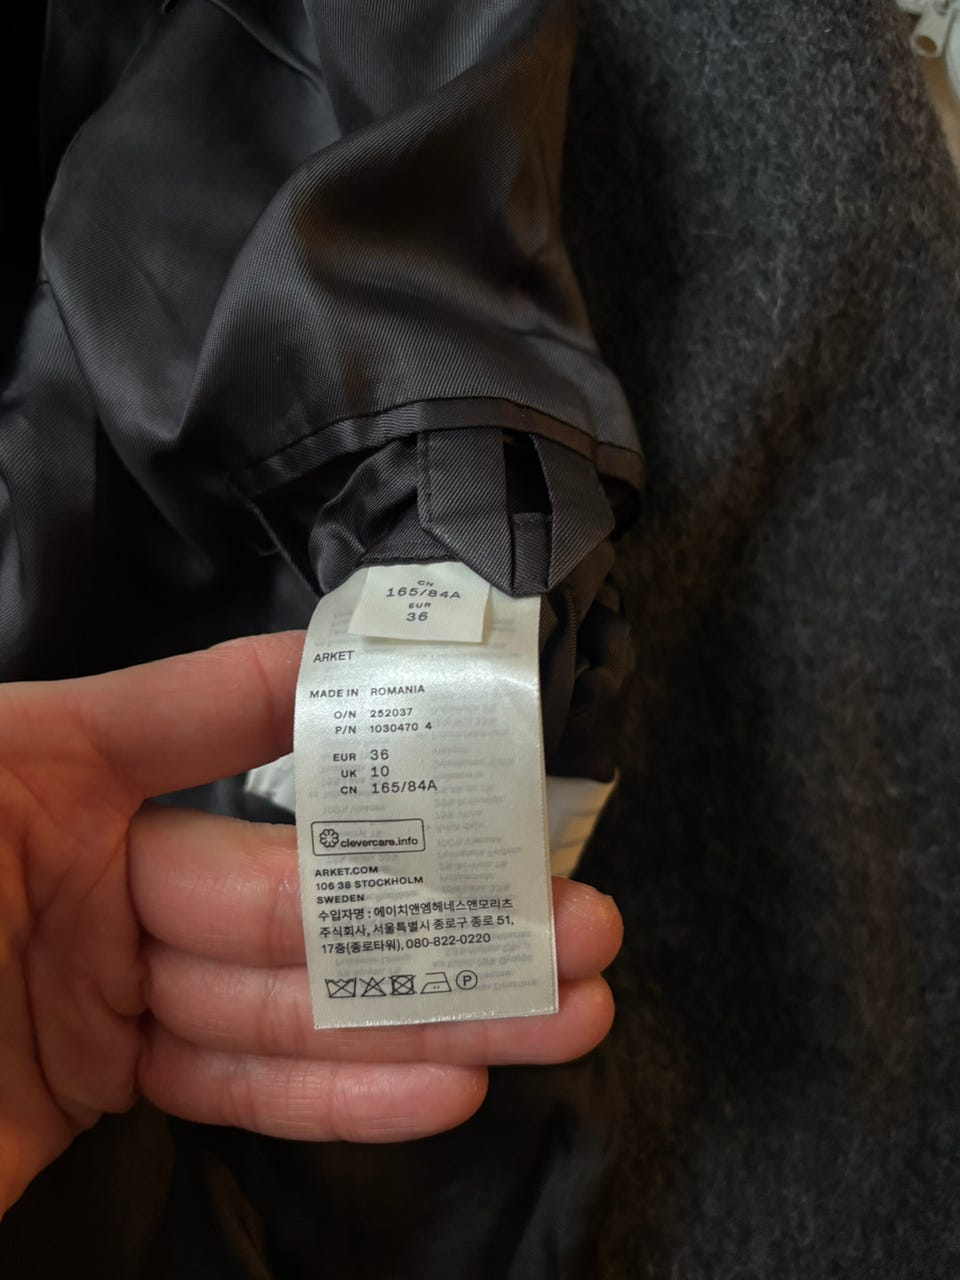 CN
165/84A
EUR
36
ARKET
MADE IN ROMANIA
O/N 252037
P/N 1030470 4
EUR 36
UK 10
CN 165/84A
clevercare.info
ARKET.COM
106 38 STOCKHOLM
SWEDEN
수입자명 : 에이치앤엠헤네스앤모리츠
주식회사, 서울특별시 종로구 종로 51,
17층(종로타워), 080-822-0220
P